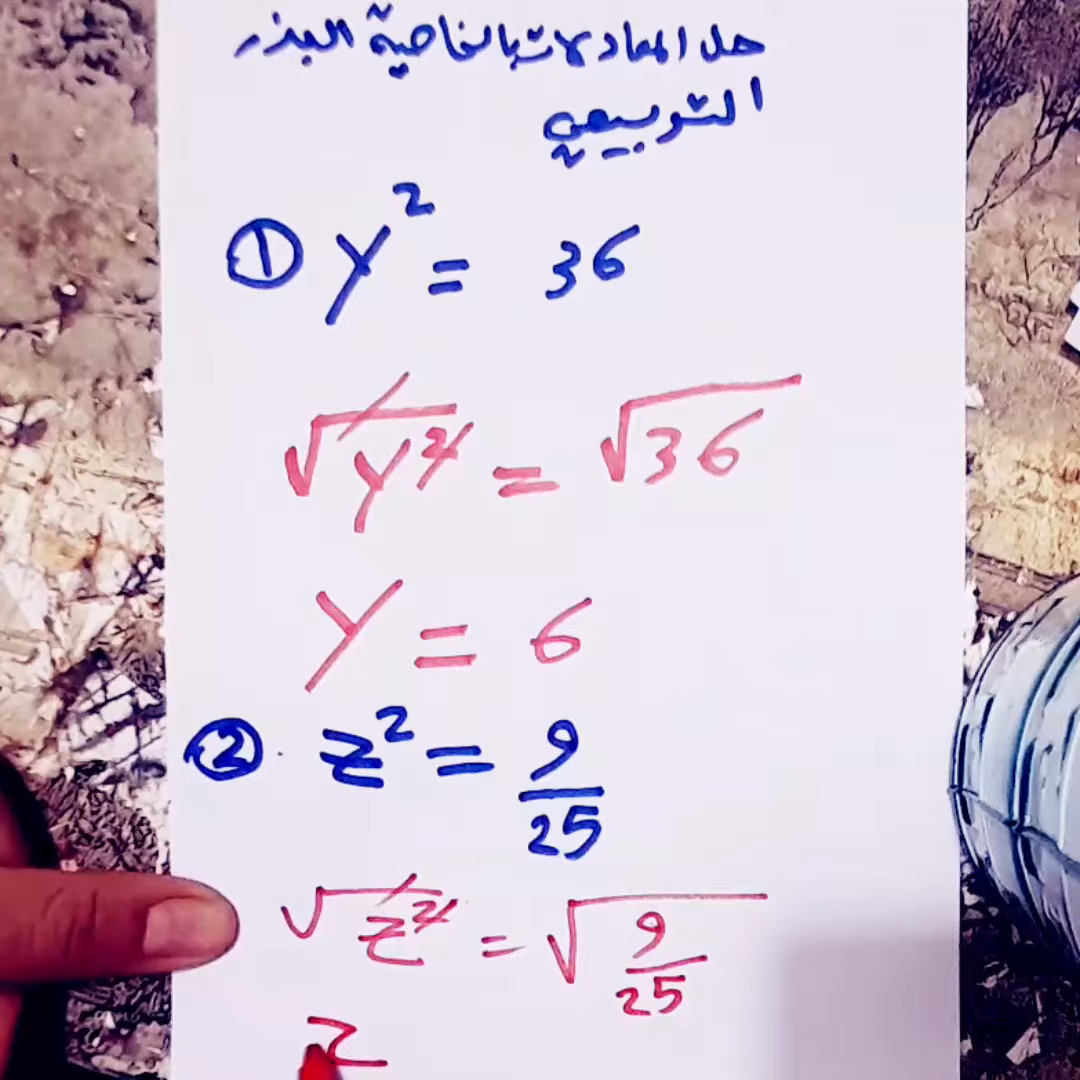 حل المعادلات بالخاصية الجذر
التربيعي
① y² = 36
√y² = √36
y = 6
② z² = 9/25
√z² = √9/25
z